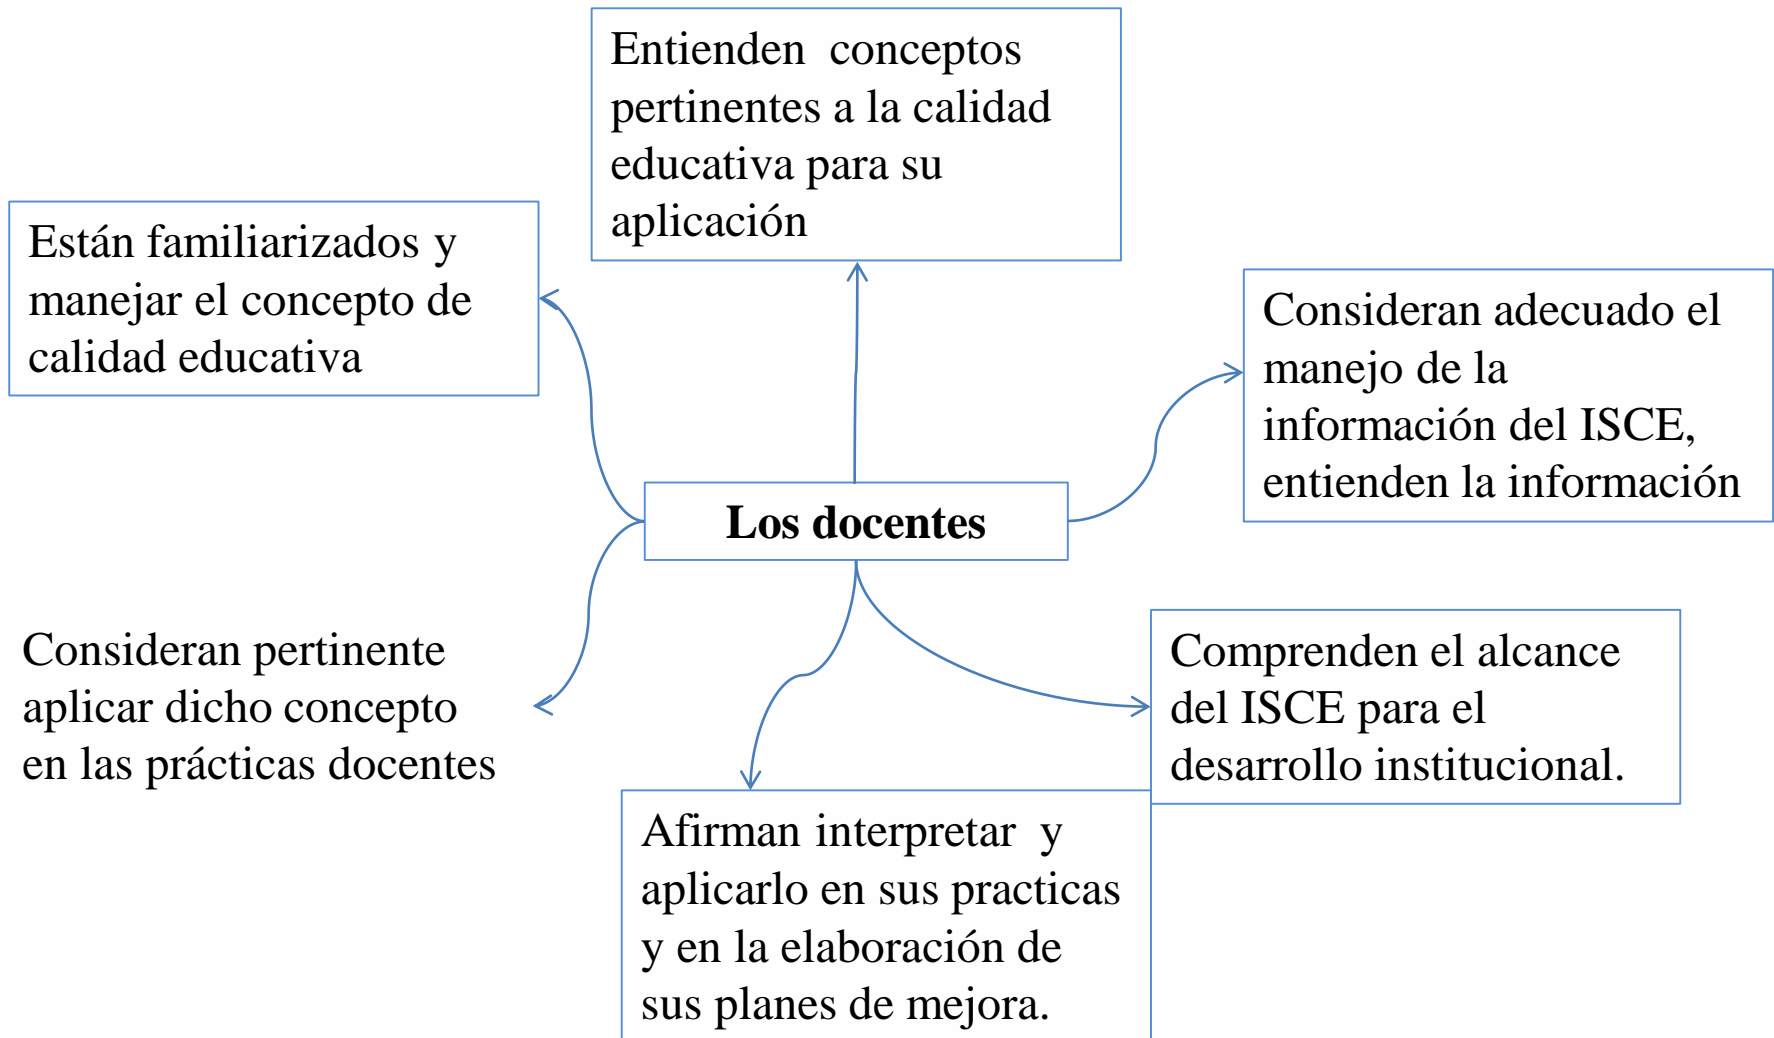 Entienden conceptos
pertinentes a la calidad
educativa para su
aplicación
Están familiarizados y
manejar el concepto de
calidad educativa
Consideran adecuado el
manejo de la
información del ISCE,
entienden la información
Los docentes
Consideran pertinente
aplicar dicho concepto
en las prácticas docentes
Comprenden el alcance
del ISCE para el
desarrollo institucional.
Afirman interpretar y
aplicarlo en sus practicas
y en la elaboración de
sus planes de mejora.